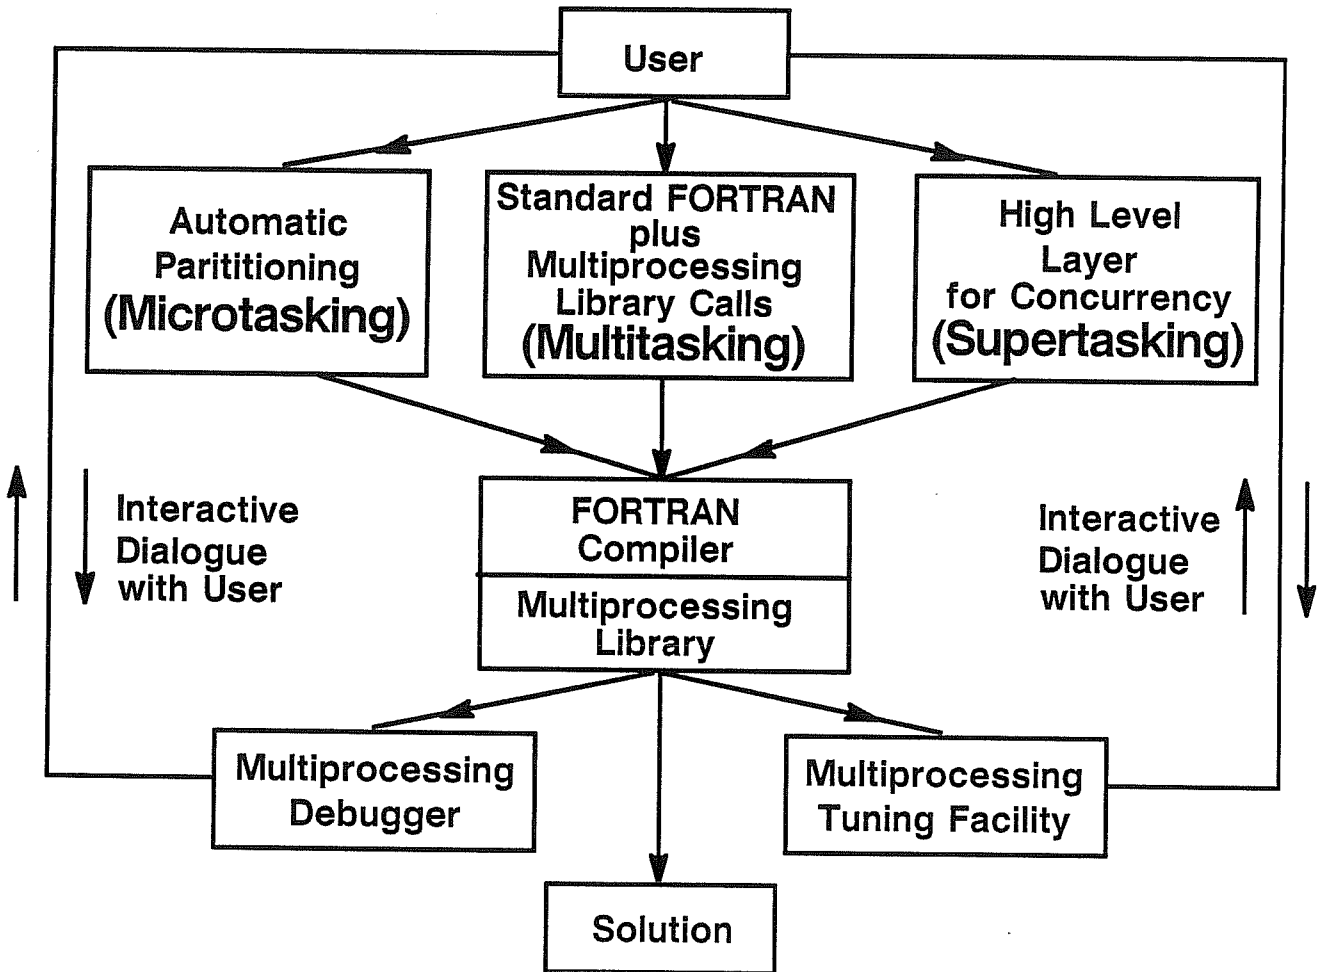 User
Automatic
Parititioning
(Microtasking)
Standard FORTRAN
plus
Multiprocessing
Library Calls
(Multitasking)
High Level
Layer
for Concurrency
(Supertasking)
Interactive
Dialogue
with User
FORTRAN
Compiler
Multiprocessing
Library
Interactive
Dialogue
with User
Multiprocessing
Debugger
Multiprocessing
Tuning Facility
Solution